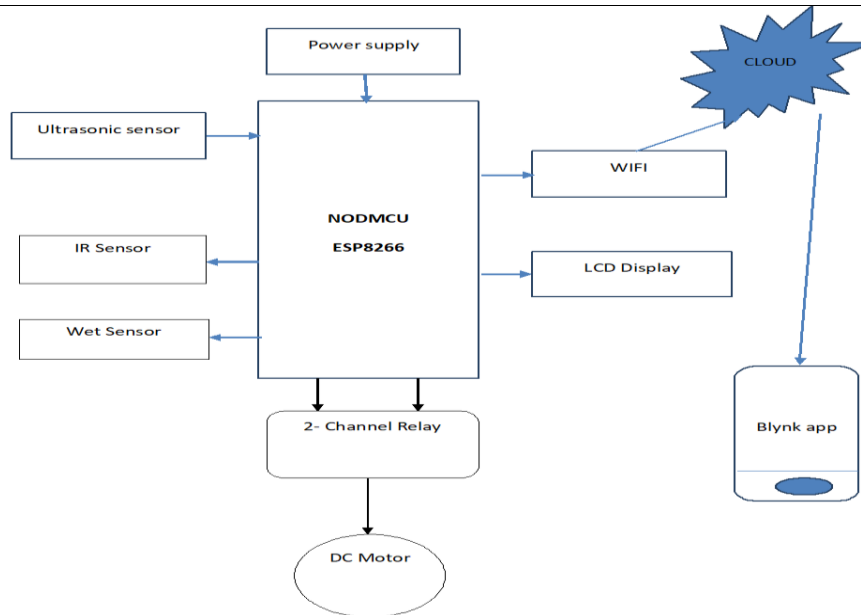 Power supply
CLOUD
Ultrasonic sensor
WIFI
NODMCU
ESP8266
IR Sensor
LCD Display
Wet Sensor
2- Channel Relay
Blynk app
DC Motor